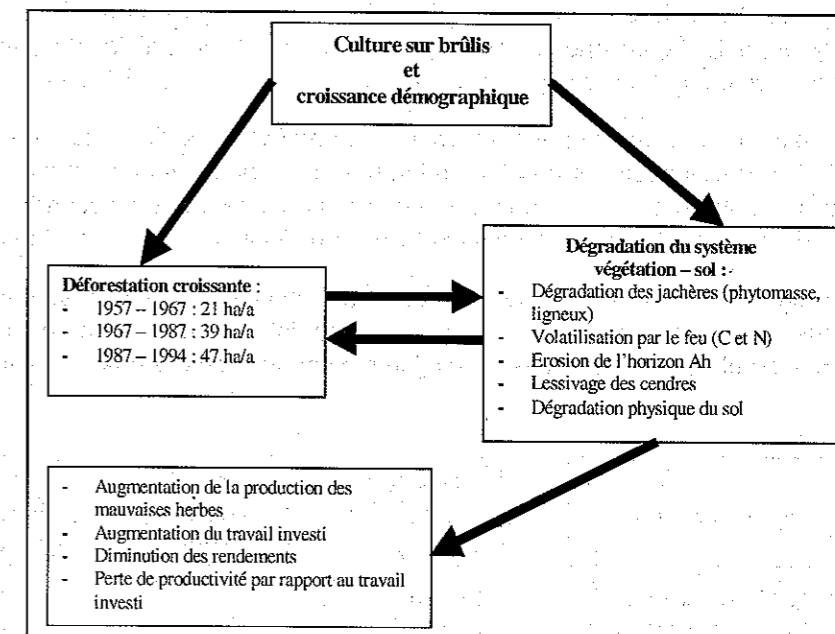 Culture sur brûlis
et
croissance démographique
Déforestation croissante :
- 1957 – 1967 : 21 ha/a
- 1967 – 1987 : 39 ha/a
- 1987 – 1994 : 47 ha/a
Dégradation du système
végétation – sol :
- Dégradation des jachères (phytomasse,
ligneux)
- Volatilisation par le feu (C et N)
- Erosion de l'horizon Ah
- Lessivage des cendres
- Dégradation physique du sol
- Augmentation de la production des
mauvaises herbes
- Augmentation du travail investi
- Diminution des rendements
- Perte de productivité par rapport au travail
investi